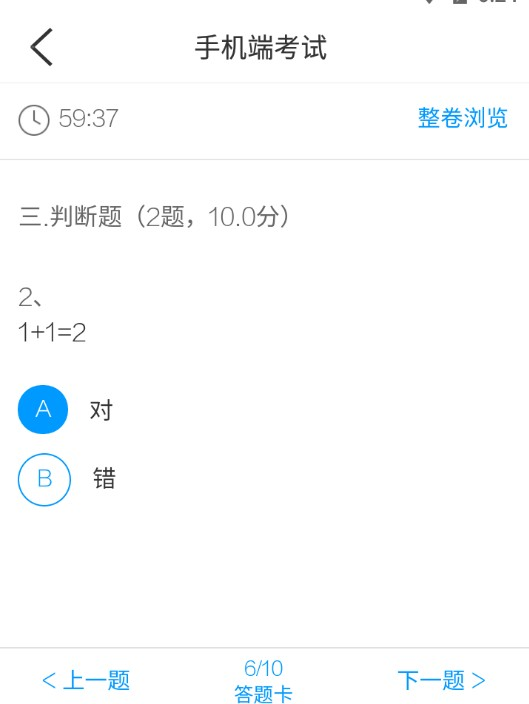 手机端考试
59:37 整卷浏览
三.判断题（2题，10.0分）
2、
1+1=2
A 对
B 错
<上一题 6/10 下一题>
答题卡